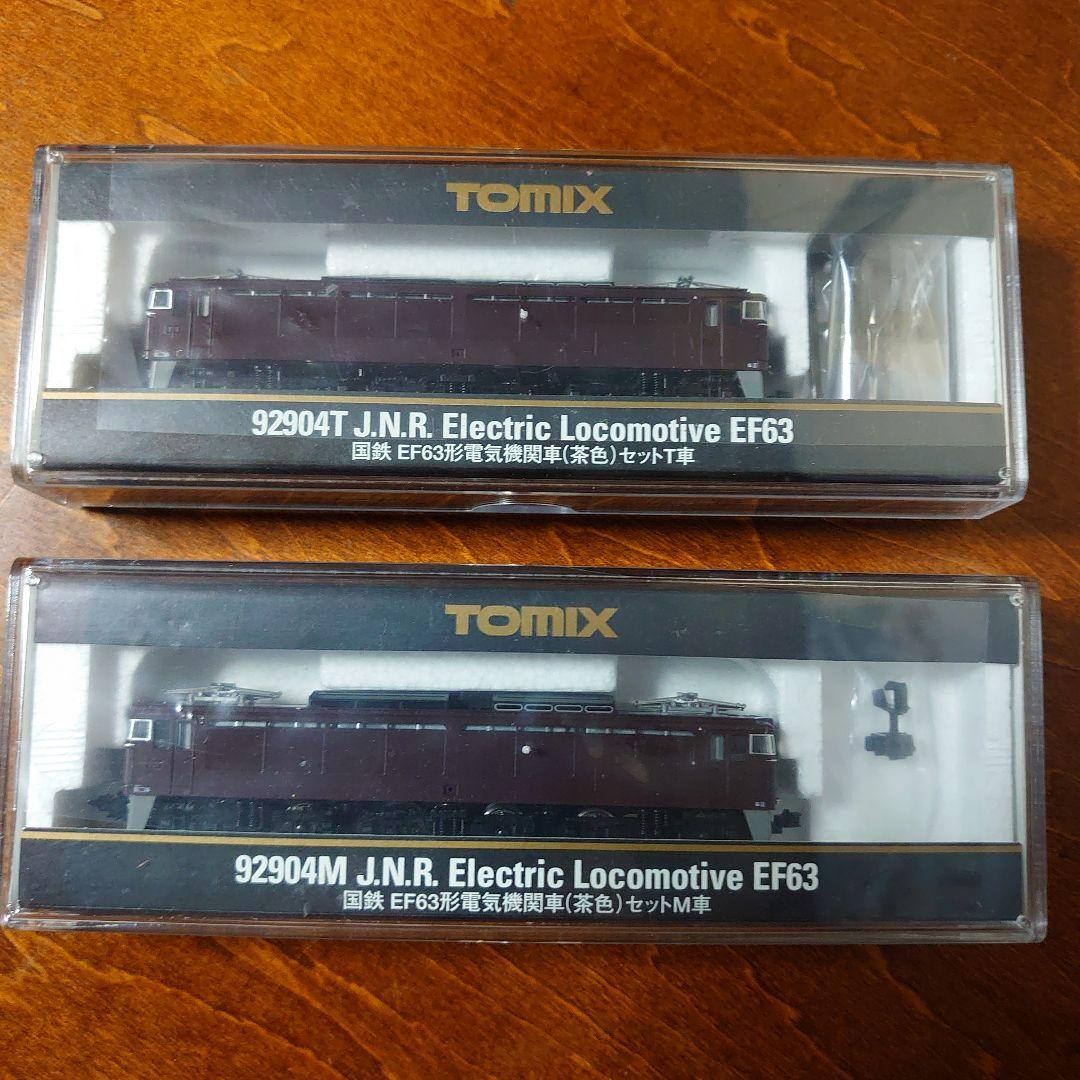 TOMIX
92904T J.N.R. Electric Locomotive EF63
国鉄 EF63形電気機関車(茶色)セットT車
TOMIX
92904M J.N.R. Electric Locomotive EF63
国鉄 EF63形電気機関車(茶色)セットM車